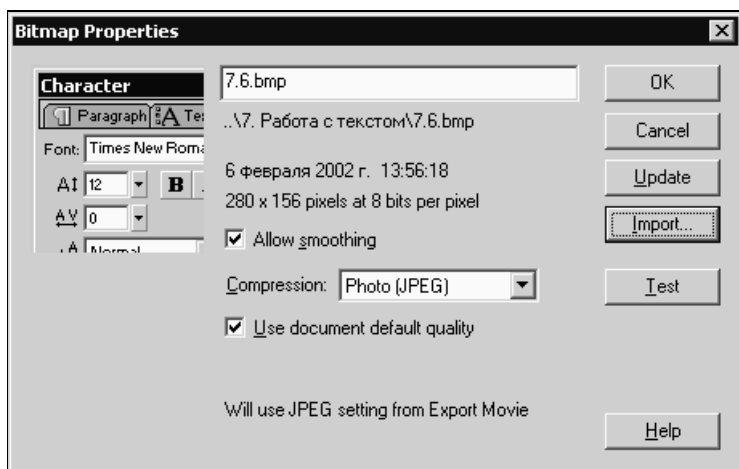 Bitmap Properties
Character
Paragraph
Font: Times New Roma
12 B
AV 0
Normal
7.6.bmp
..\7. Работа с текстом\7.6.bmp
6 февраля 2002 г. 13:56:18
280 x 156 pixels at 8 bits per pixel
Allow smoothing
Compression: Photo (JPEG)
Use document default quality
Will use JPEG setting from Export Movie
OK
Cancel
Update
Import...
Test
Help